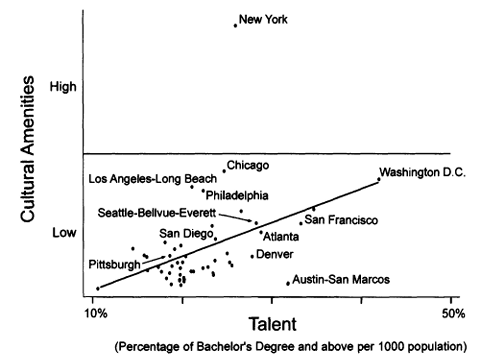 New York
Cultural Amenities
High
Chicago
Washington D.C.
Los Angeles-Long Beach
Philadelphia
Seattle-Bellvue-Everett
San Francisco
Low
San Diego
Atlanta
Pittsburgh
Denver
Austin-San Marcos
10%
50%
Talent
(Percentage of Bachelor's Degree and above per 1000 population)